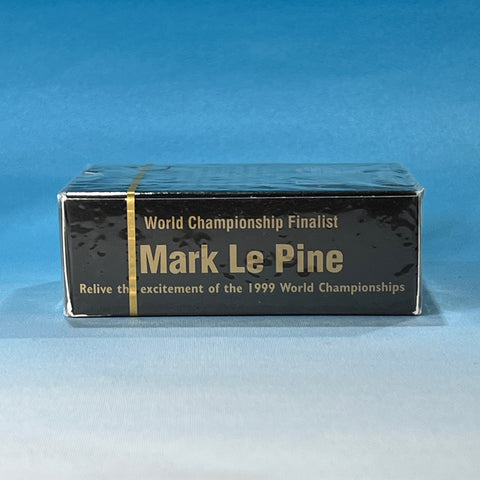 World Championship Finalist
Mark Le Pine
Relive the excitement of the 1999 World Championships